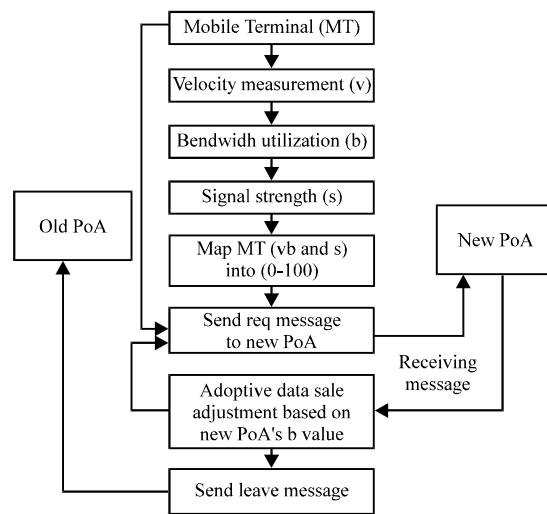 Mobile Terminal (MT)
Velocity measurement (v)
Bendwidh utilization (b)
Signal strength (s)
Old PoA
Map MT (vb and s)
into (0-100)
New PoA
Send req message
to new PoA
Receiving
message
Adoptive data sale
adjustment based on
new PoA's b value
Send leave message